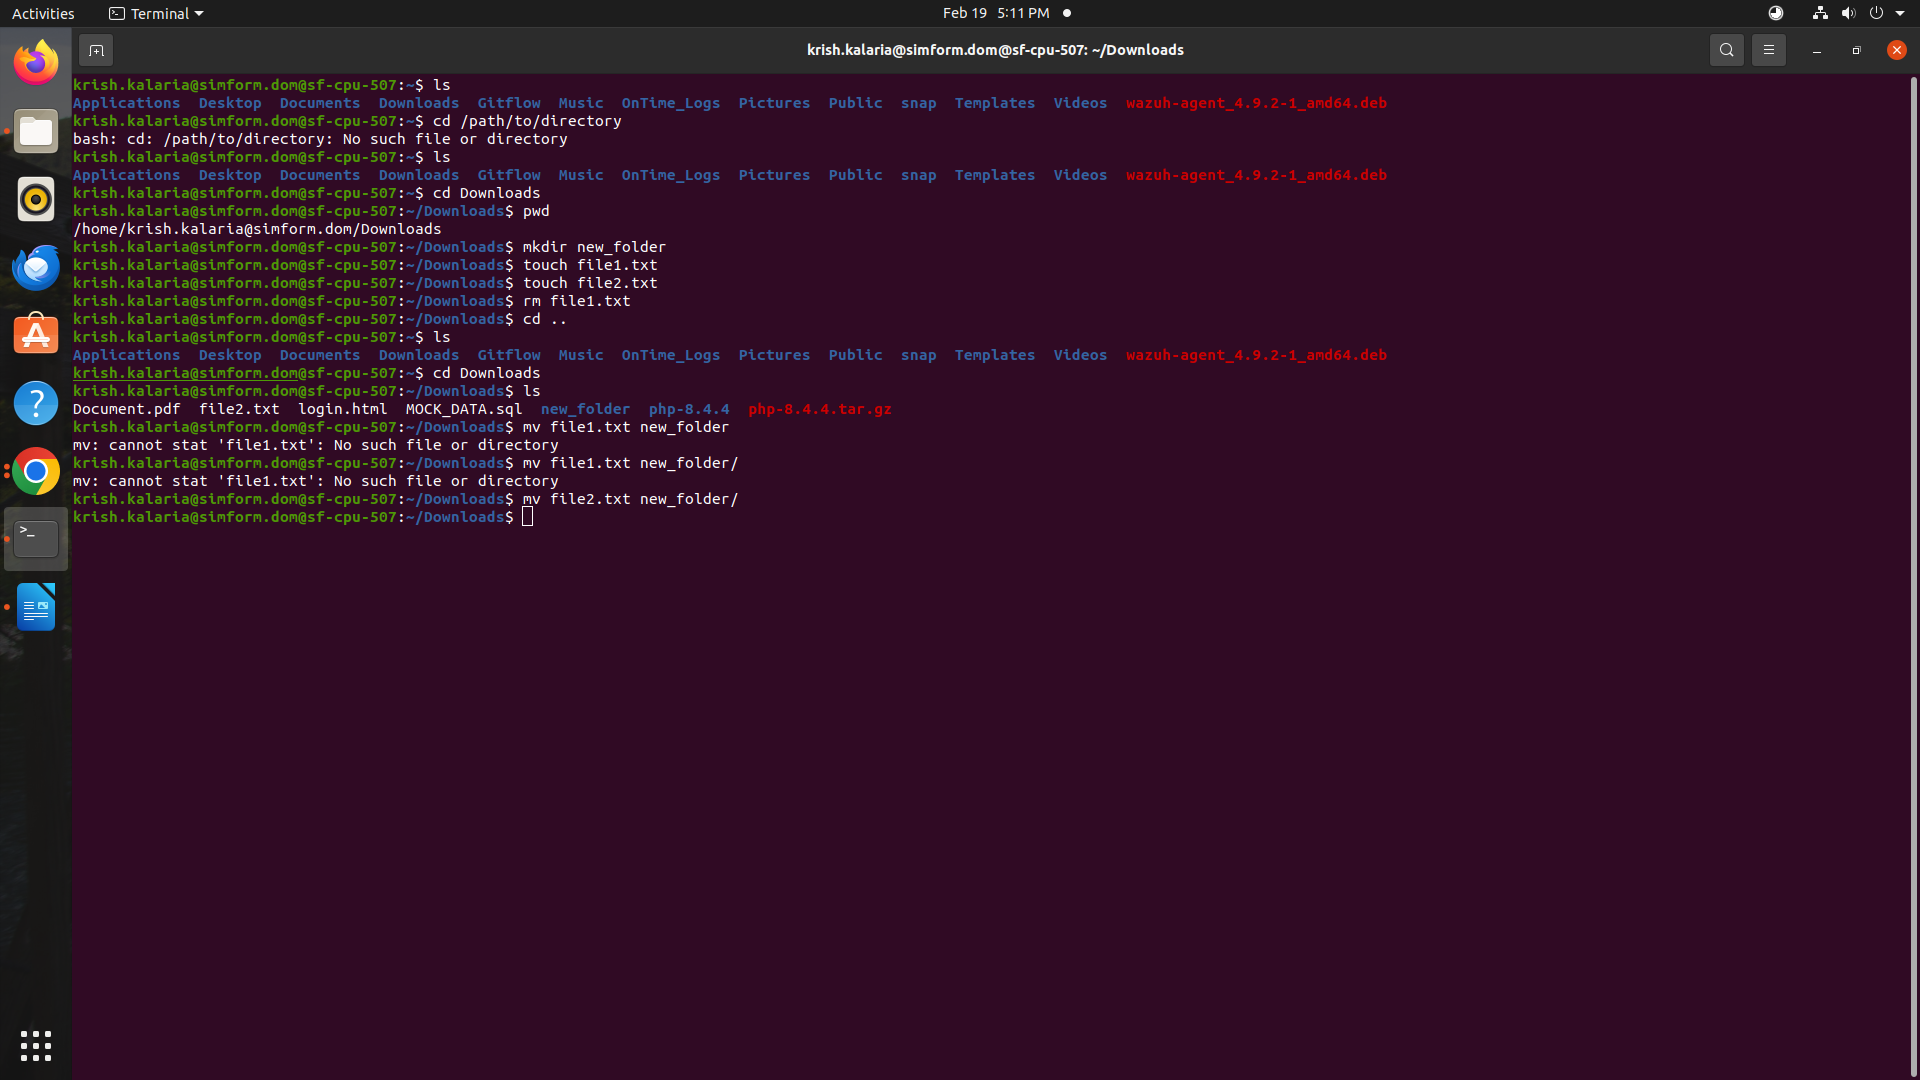 Activities Terminal Feb 19 5:11 PM
krish.kalaria@simform.dom@sf-cpu-507: ~/Downloads
krish.kalaria@simform.dom@sf-cpu-507:~$ ls
Applications Desktop Documents Downloads Gitflow Music OnTime_Logs Pictures Public snap Templates Videos wazuh-agent_4.9.2-1_amd64.deb
krish.kalaria@simform.dom@sf-cpu-507:~$ cd /path/to/directory
bash: cd: /path/to/directory: No such file or directory
krish.kalaria@simform.dom@sf-cpu-507:~$ ls
Applications Desktop Documents Downloads Gitflow Music OnTime_Logs Pictures Public snap Templates Videos wazuh-agent_4.9.2-1_amd64.deb
krish.kalaria@simform.dom@sf-cpu-507:~$ cd Downloads
krish.kalaria@simform.dom@sf-cpu-507:~/Downloads$ pwd
/home/krish.kalaria@simform.dom/Downloads
krish.kalaria@simform.dom@sf-cpu-507:~/Downloads$ mkdir new_folder
krish.kalaria@simform.dom@sf-cpu-507:~/Downloads$ touch file1.txt
krish.kalaria@simform.dom@sf-cpu-507:~/Downloads$ touch file2.txt
krish.kalaria@simform.dom@sf-cpu-507:~/Downloads$ rm file1.txt
krish.kalaria@simform.dom@sf-cpu-507:~/Downloads$ cd ..
krish.kalaria@simform.dom@sf-cpu-507:~$ ls
Applications Desktop Documents Downloads Gitflow Music OnTime_Logs Pictures Public snap Templates Videos wazuh-agent_4.9.2-1_amd64.deb
krish.kalaria@simform.dom@sf-cpu-507:~$ cd Downloads
krish.kalaria@simform.dom@sf-cpu-507:~/Downloads$ ls
Document.pdf file2.txt login.html MOCK_DATA.sql new_folder php-8.4.4 php-8.4.4.tar.gz
krish.kalaria@simform.dom@sf-cpu-507:~/Downloads$ mv file1.txt new_folder
mv: cannot stat 'file1.txt': No such file or directory
krish.kalaria@simform.dom@sf-cpu-507:~/Downloads$ mv file1.txt new_folder/
mv: cannot stat 'file1.txt': No such file or directory
krish.kalaria@simform.dom@sf-cpu-507:~/Downloads$ mv file2.txt new_folder/
krish.kalaria@simform.dom@sf-cpu-507:~/Downloads$